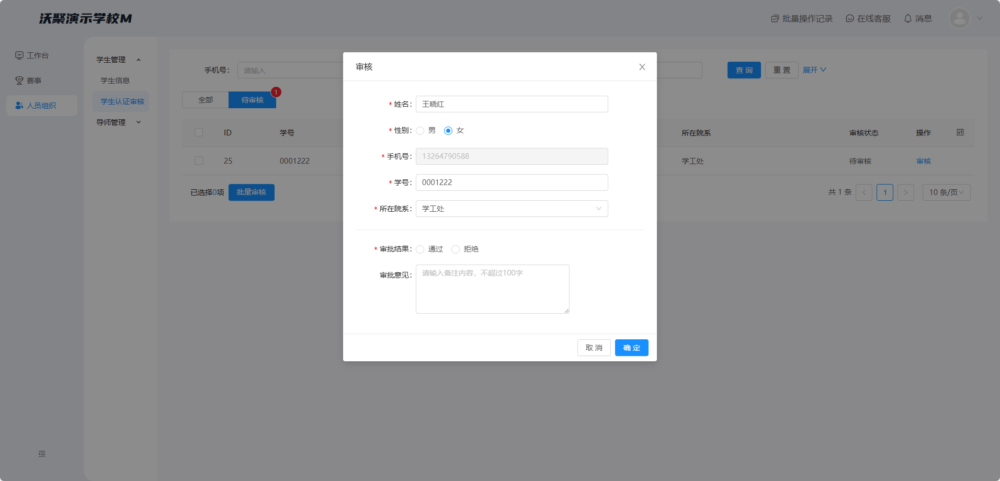 沃聚演示学校M
批量操作记录
在线客服
消息
工作台
赛事
人员组织
学生管理
学生信息
学生认证审核
导师管理
手机号： 请输入
查 询
重 置
展开
全部
待审核
1
ID 学号 所在院系 审核状态 操作
25 0001222 学工处 待审核 审核
已选择0项
批量审核
共 1 条
1
10 条/页
审核
* 姓名： 王晓红
* 性别： 男 女
* 手机号： 13264790588
* 学号： 0001222
* 所在院系： 学工处
* 审批结果： 通过 拒绝
审批意见： 请输入备注内容，不超过100字
取 消
确 定